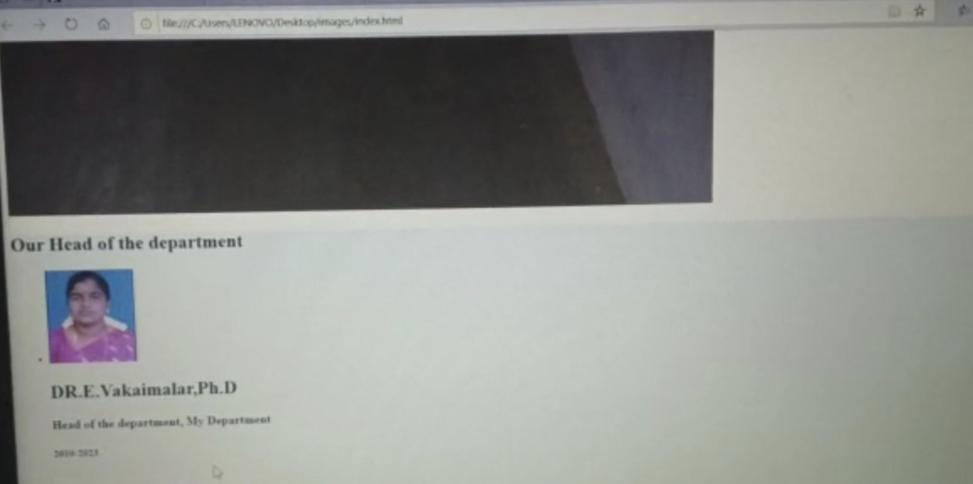 file:///C:/Users/LENOVO/Desktop/images/index.html
Our Head of the department
DR.E.Vakaimalar,Ph.D
Head of the department, My Department